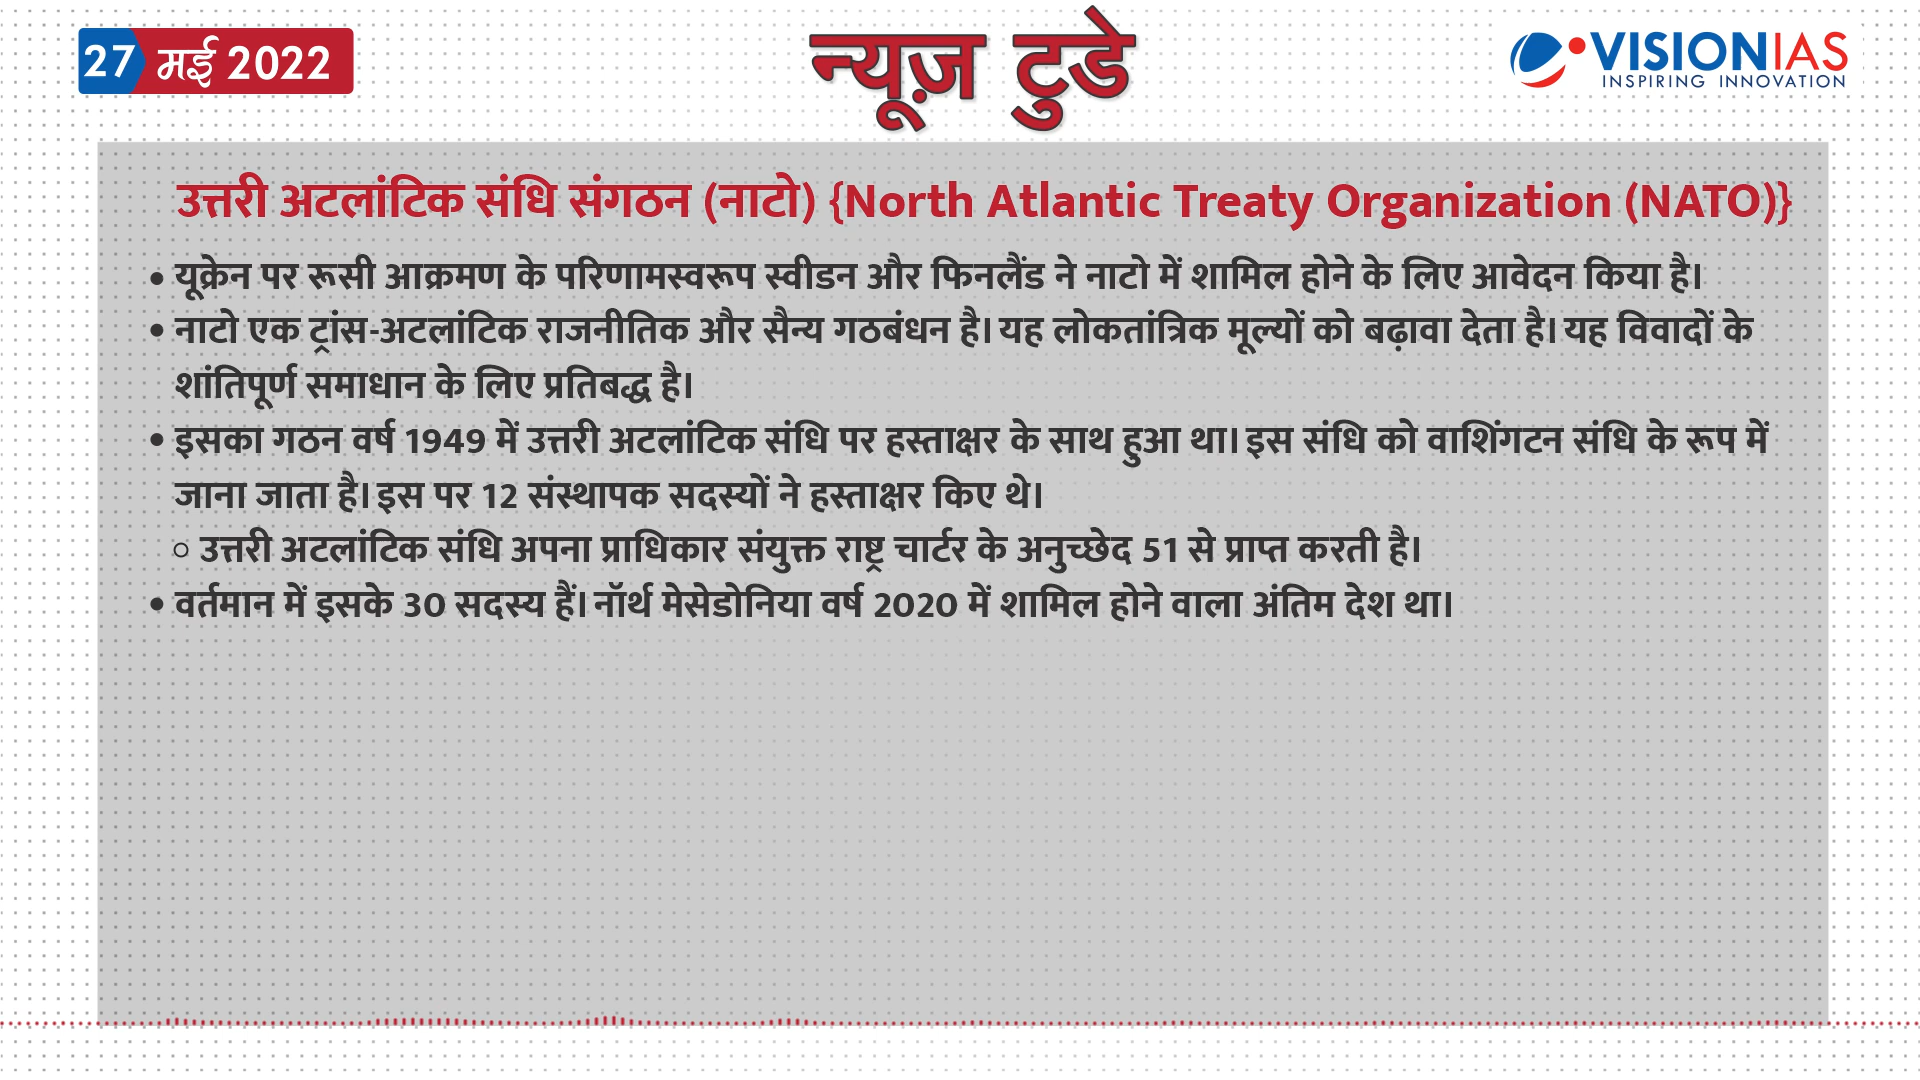 27 मई 2022
न्यूज़ टुडे
VISIONIAS
INSPIRING INNOVATION
उत्तरी अटलांटिक संधि संगठन (नाटो) {North Atlantic Treaty Organization (NATO)}
• यूक्रेन पर रूसी आक्रमण के परिणामस्वरूप स्वीडन और फिनलैंड ने नाटो में शामिल होने के लिए आवेदन किया है।
• नाटो एक ट्रांस-अटलांटिक राजनीतिक और सैन्य गठबंधन है। यह लोकतांत्रिक मूल्यों को बढ़ावा देता है। यह विवादों के
शांतिपूर्ण समाधान के लिए प्रतिबद्ध है।
• इसका गठन वर्ष 1949 में उत्तरी अटलांटिक संधि पर हस्ताक्षर के साथ हुआ था। इस संधि को वाशिंगटन संधि के रूप में
जाना जाता है। इस पर 12 संस्थापक सदस्यों ने हस्ताक्षर किए थे।
○ उत्तरी अटलांटिक संधि अपना प्राधिकार संयुक्त राष्ट्र चार्टर के अनुच्छेद 51 से प्राप्त करती है।
• वर्तमान में इसके 30 सदस्य हैं। नॉर्थ मेसेडोनिया वर्ष 2020 में शामिल होने वाला अंतिम देश था।